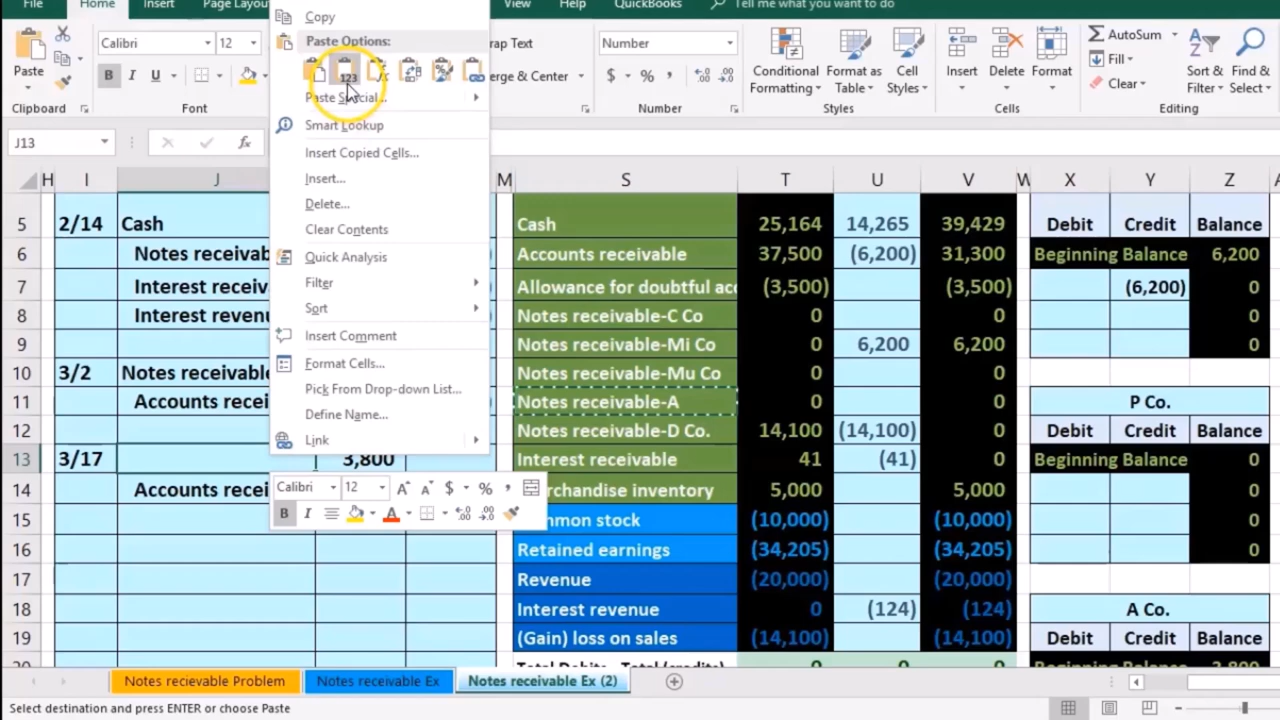 File Home Insert Page Layou View Help QuickBooks Tell me what you want to do
Paste
Clipboard
Calibri 12
B I U
Font
rap Text
erge & Center
Number
$ % ,
Number
Conditional Formatting
Format as Table
Cell Styles
Styles
Insert Delete Format
Cells
AutoSum
Fill
Clear
Sort & Filter
Find & Select
Editing
J13
fx
Copy
Paste Options:
123
Paste Special...
Smart Lookup
Insert Copied Cells...
Insert...
Delete...
Clear Contents
Quick Analysis
Filter
Sort
Insert Comment
Format Cells...
Pick From Drop-down List...
Define Name...
Link
Calibri 12 A A $ % ,
B I A
H I J M S T U V W X Y Z
5 2/14 Cash Cash 25,164 14,265 39,429 Debit Credit Balance
6 Notes receivab Accounts receivable 37,500 (6,200) 31,300 Beginning Balance 6,200
7 Interest receiv Allowance for doubtful acc (3,500) (3,500) (6,200) 0
8 Interest revenu Notes receivable-C Co 0 0 0
9 Notes receivable-Mi Co 0 6,200 6,200 0
10 3/2 Notes receivable Notes receivable-Mu Co 0 0
11 Accounts recei Notes receivable-A 0 0 P Co.
12 Notes receivable-D Co. 14,100 (14,100) 0 Debit Credit Balance
13 3/17 3,800 Interest receivable 41 (41) 0 Beginning Balance 0
14 Accounts recei rchandise inventory 5,000 5,000 0
15 mmon stock (10,000) (10,000) 0
16 Retained earnings (34,205) (34,205) 0
17 Revenue (20,000) (20,000)
18 Interest revenue 0 (124) (124) A Co.
19 (Gain) loss on sales (14,100) (14,100) Debit Credit Balance
Total Debits Total (credits) 0 0 0 Beginning Balance 3,800
Notes recievable Problem Notes receivable Ex Notes receivable Ex (2)
Select destination and press ENTER or choose Paste